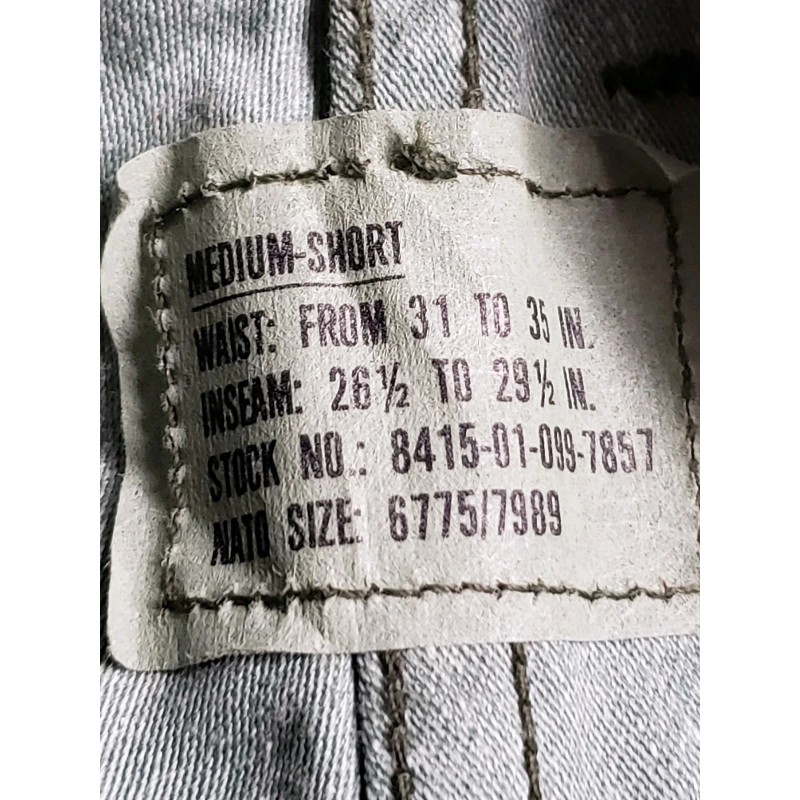 MEDIUM-SHORT
WAIST: FROM 31 TO 35 IN.
INSEAM: 26½ TO 29½ IN.
STOCK NO.: 8415-01-099-7857
NATO SIZE: 6775/7989